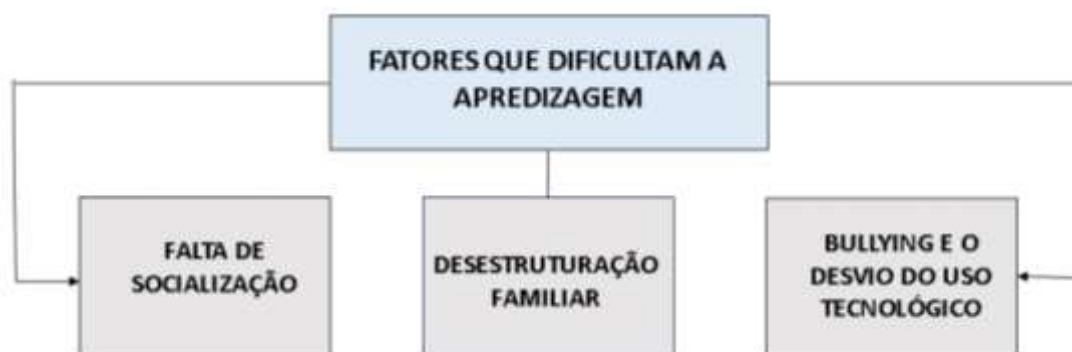 FATORES QUE DIFICULTAM A
APREDIZAGEM
FALTA DE
SOCIALIZAÇÃO
DESESTRUTURAÇÃO
FAMILIAR
BULLYING E O
DESVIO DO USO
TECNOLÓGICO